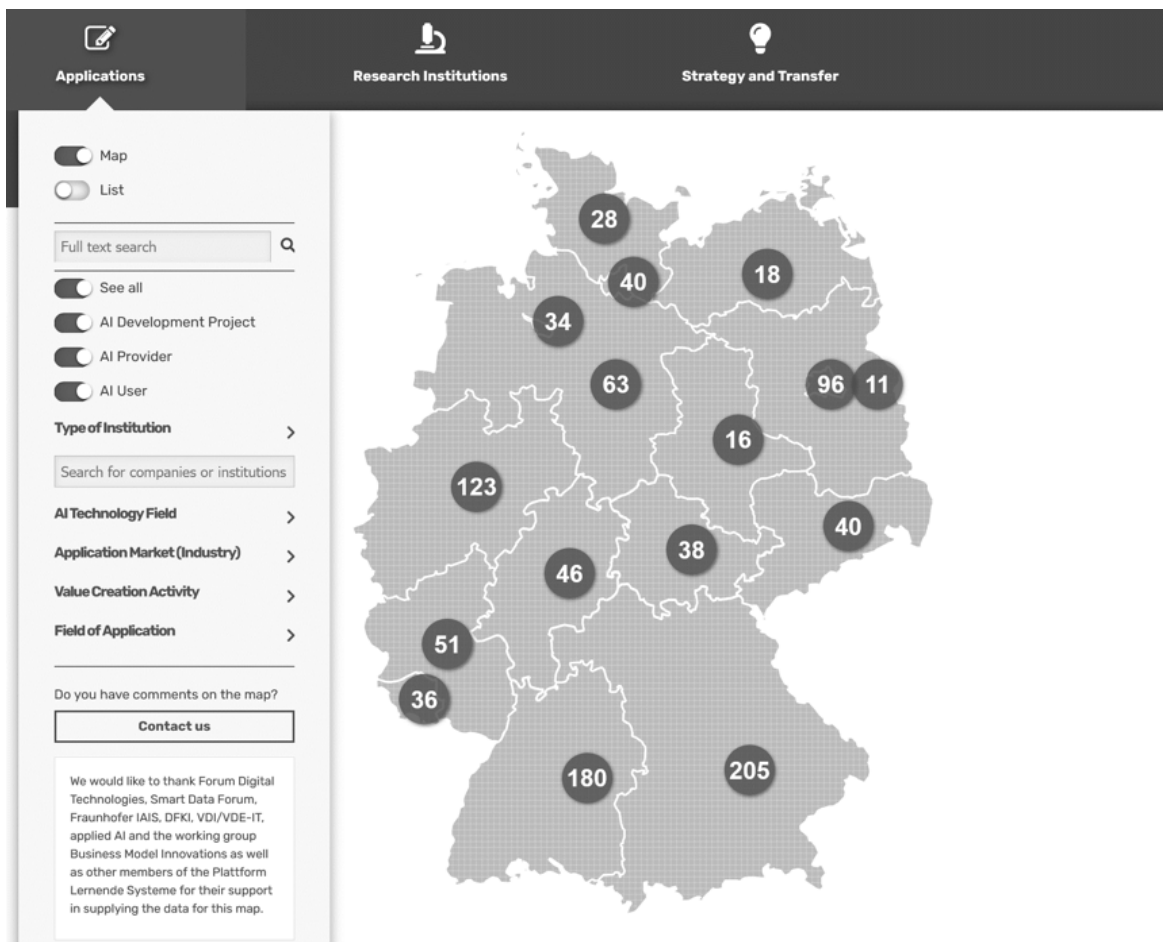 Applications
Research Institutions
Strategy and Transfer
Map
List
Full text search
See all
AI Development Project
AI Provider
AI User
Type of Institution
Search for companies or institutions
AI Technology Field
Application Market (Industry)
Value Creation Activity
Field of Application
Do you have comments on the map?
Contact us
We would like to thank Forum Digital
Technologies, Smart Data Forum,
Fraunhofer IAIS, DFKI, VDI/VDE-IT,
applied AI and the working group
Business Model Innovations as well
as other members of the Plattform
Lernende Systeme for their support
in supplying the data for this map.
28
40
18
34
63
96
11
16
123
40
38
46
51
36
180
205